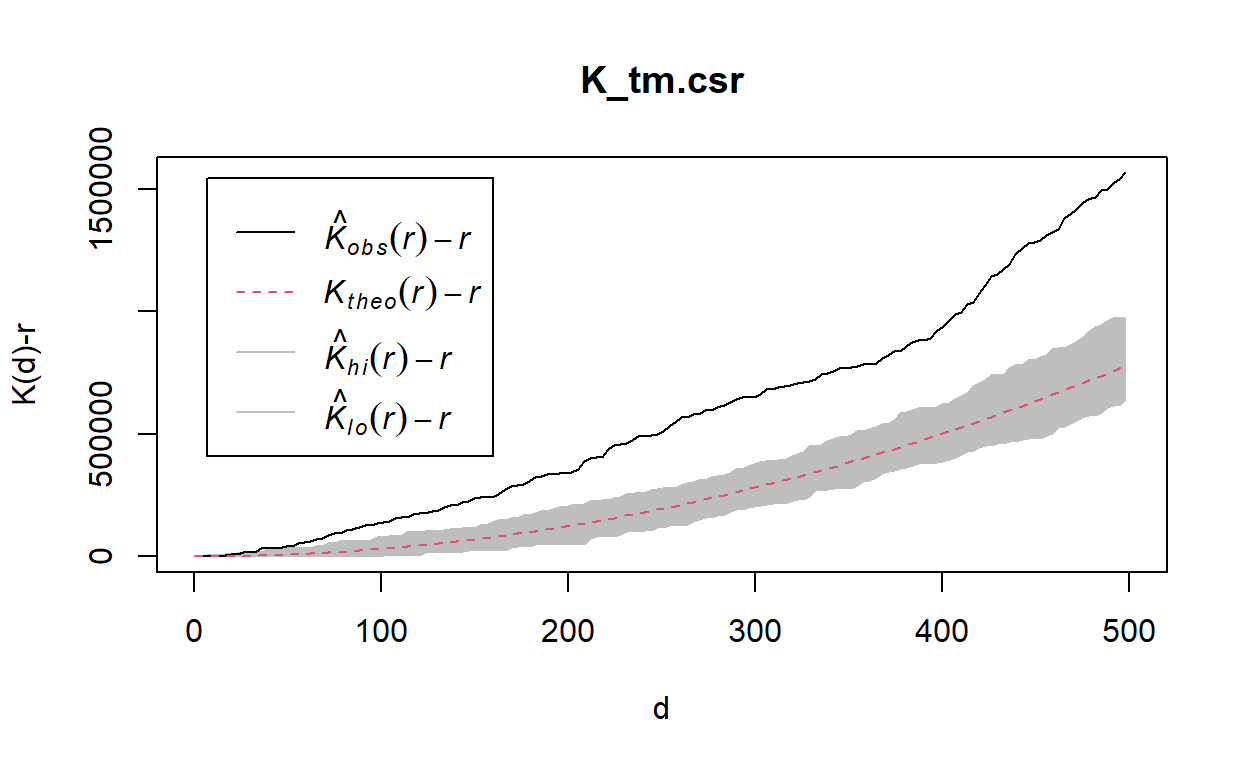 K_tm.csr
K(d)-r
1500000
500000
0
K̂obs(r) − r
Ktheo(r) − r
K̂hi(r) − r
K̂lo(r) − r
0 100 200 300 400 500
d